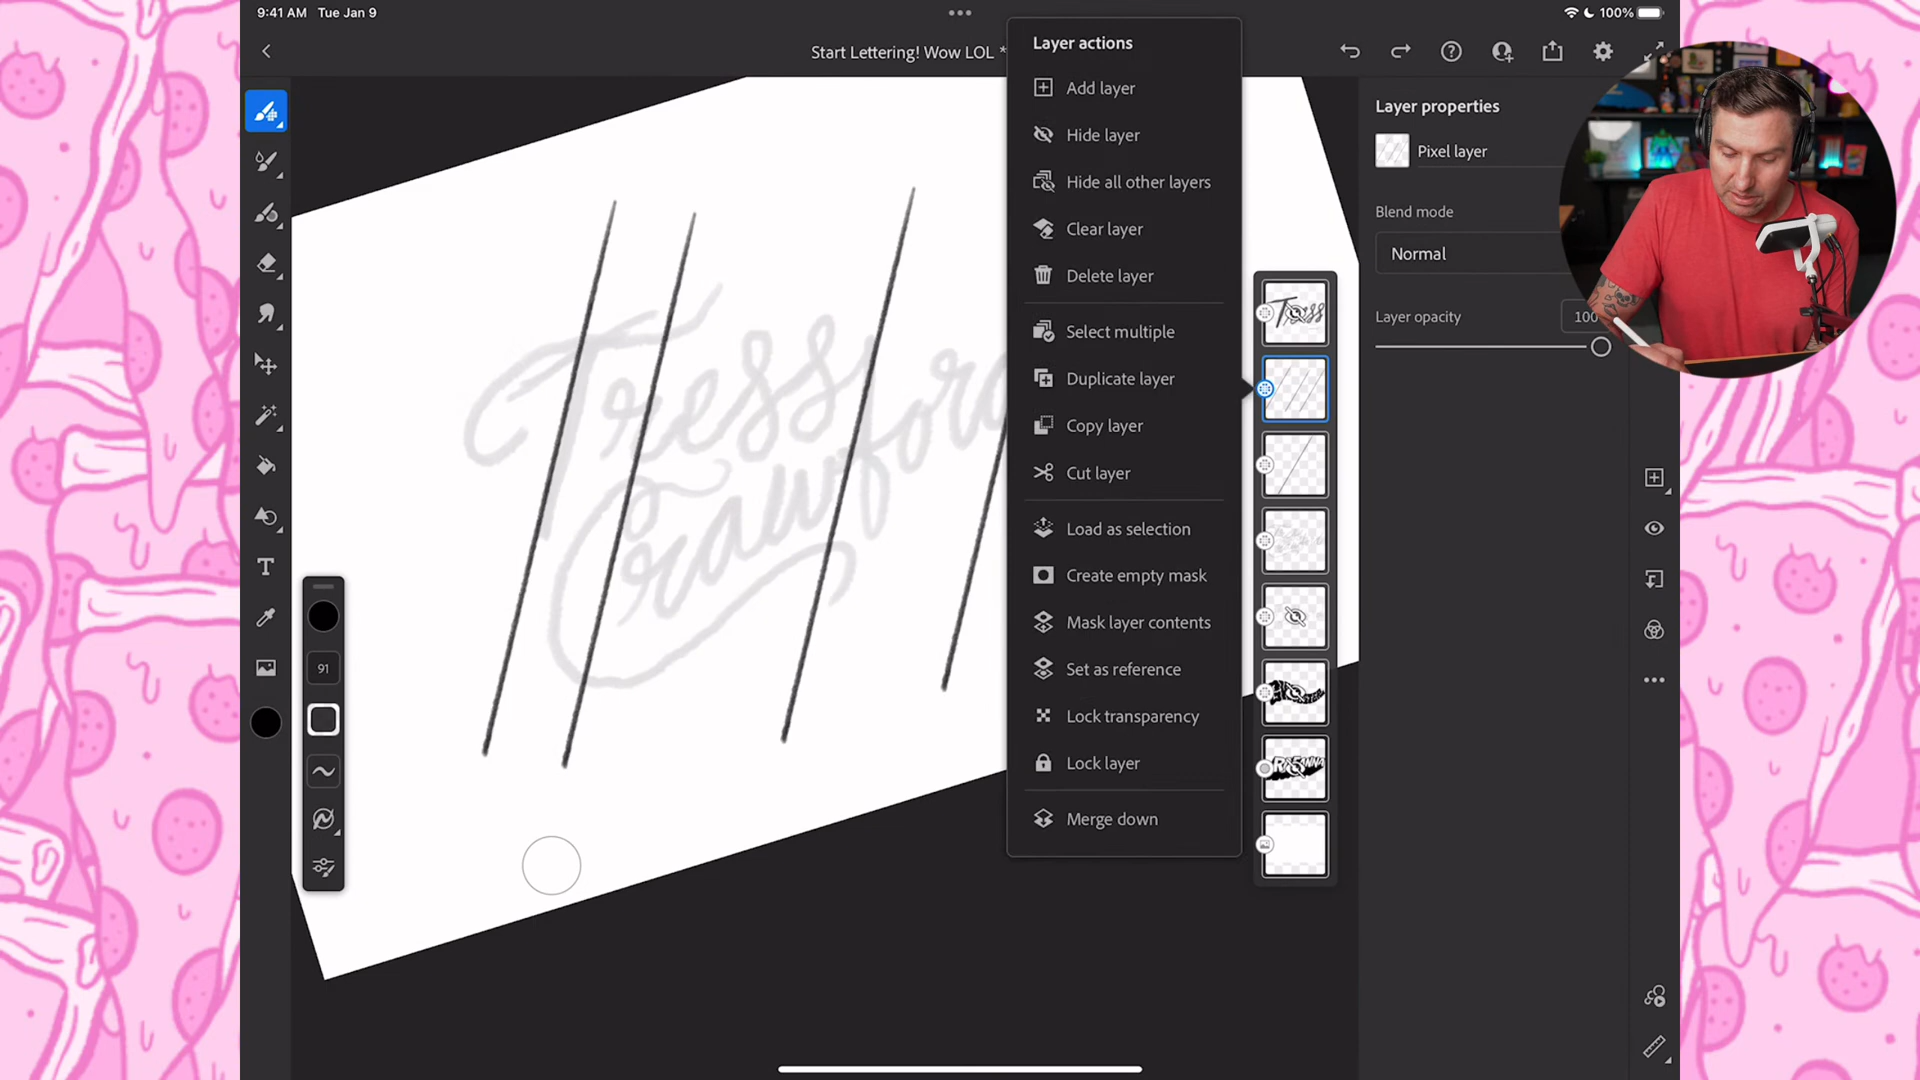 9:41 AM Tue Jan 9
100%
Start Lettering! Wow LOL *
Layer actions
Add layer
Hide layer
Hide all other layers
Clear layer
Delete layer
Select multiple
Duplicate layer
Copy layer
Cut layer
Load as selection
Create empty mask
Mask layer contents
Set as reference
Lock transparency
Lock layer
Merge down
Layer properties
Pixel layer
Blend mode
Normal
Layer opacity
100
Tress
Crawford
91
T
Tress